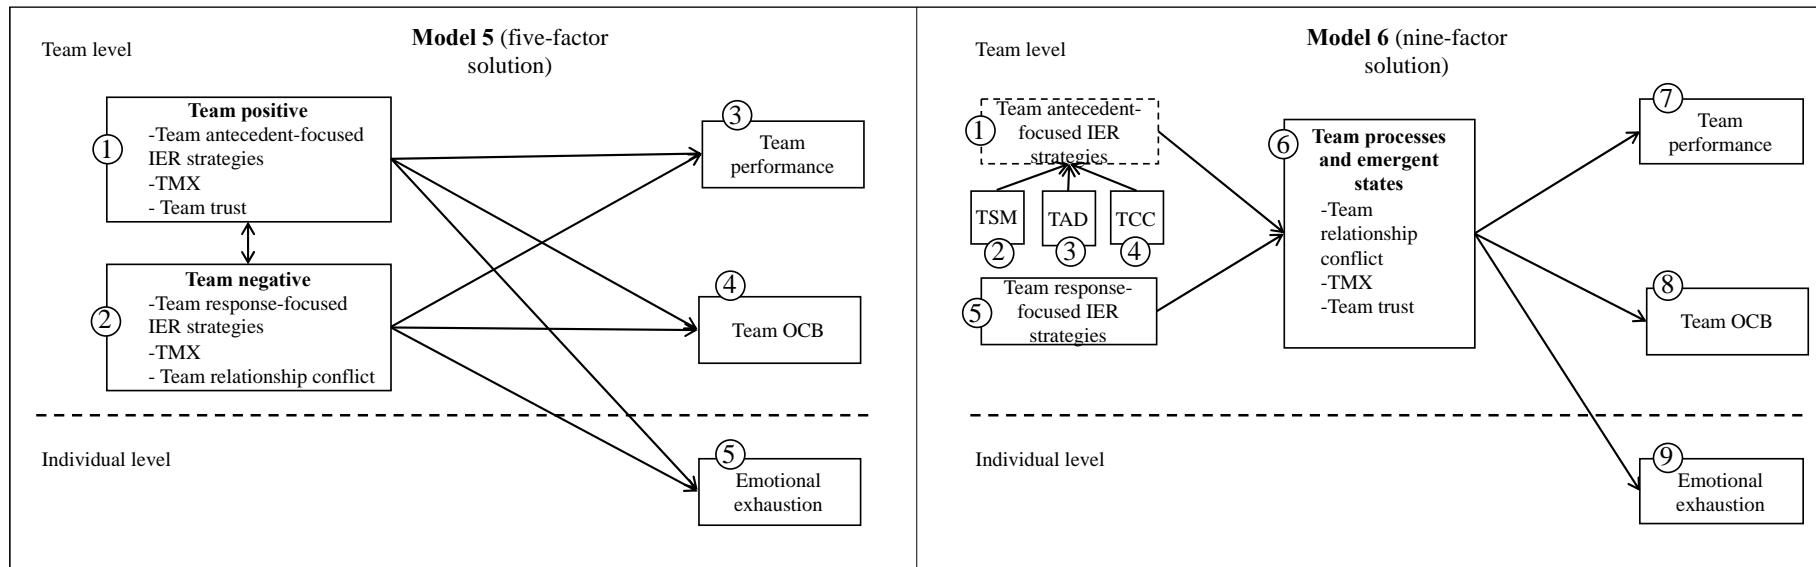 Team level
Model 5 (five-factor
solution)
1
Team positive
-Team antecedent-focused
IER strategies
-TMX
- Team trust
2
Team negative
-Team response-focused
IER strategies
-TMX
- Team relationship conflict
3
Team
performance
4
Team OCB
Individual level
5
Emotional
exhaustion
Team level
Model 6 (nine-factor
solution)
1
Team antecedent-
focused IER
strategies
TSM
2
TAD
3
TCC
4
5
Team response-
focused IER
strategies
6
Team processes
and emergent
states
-Team
relationship
conflict
-TMX
-Team trust
7
Team
performance
8
Team OCB
Individual level
9
Emotional
exhaustion